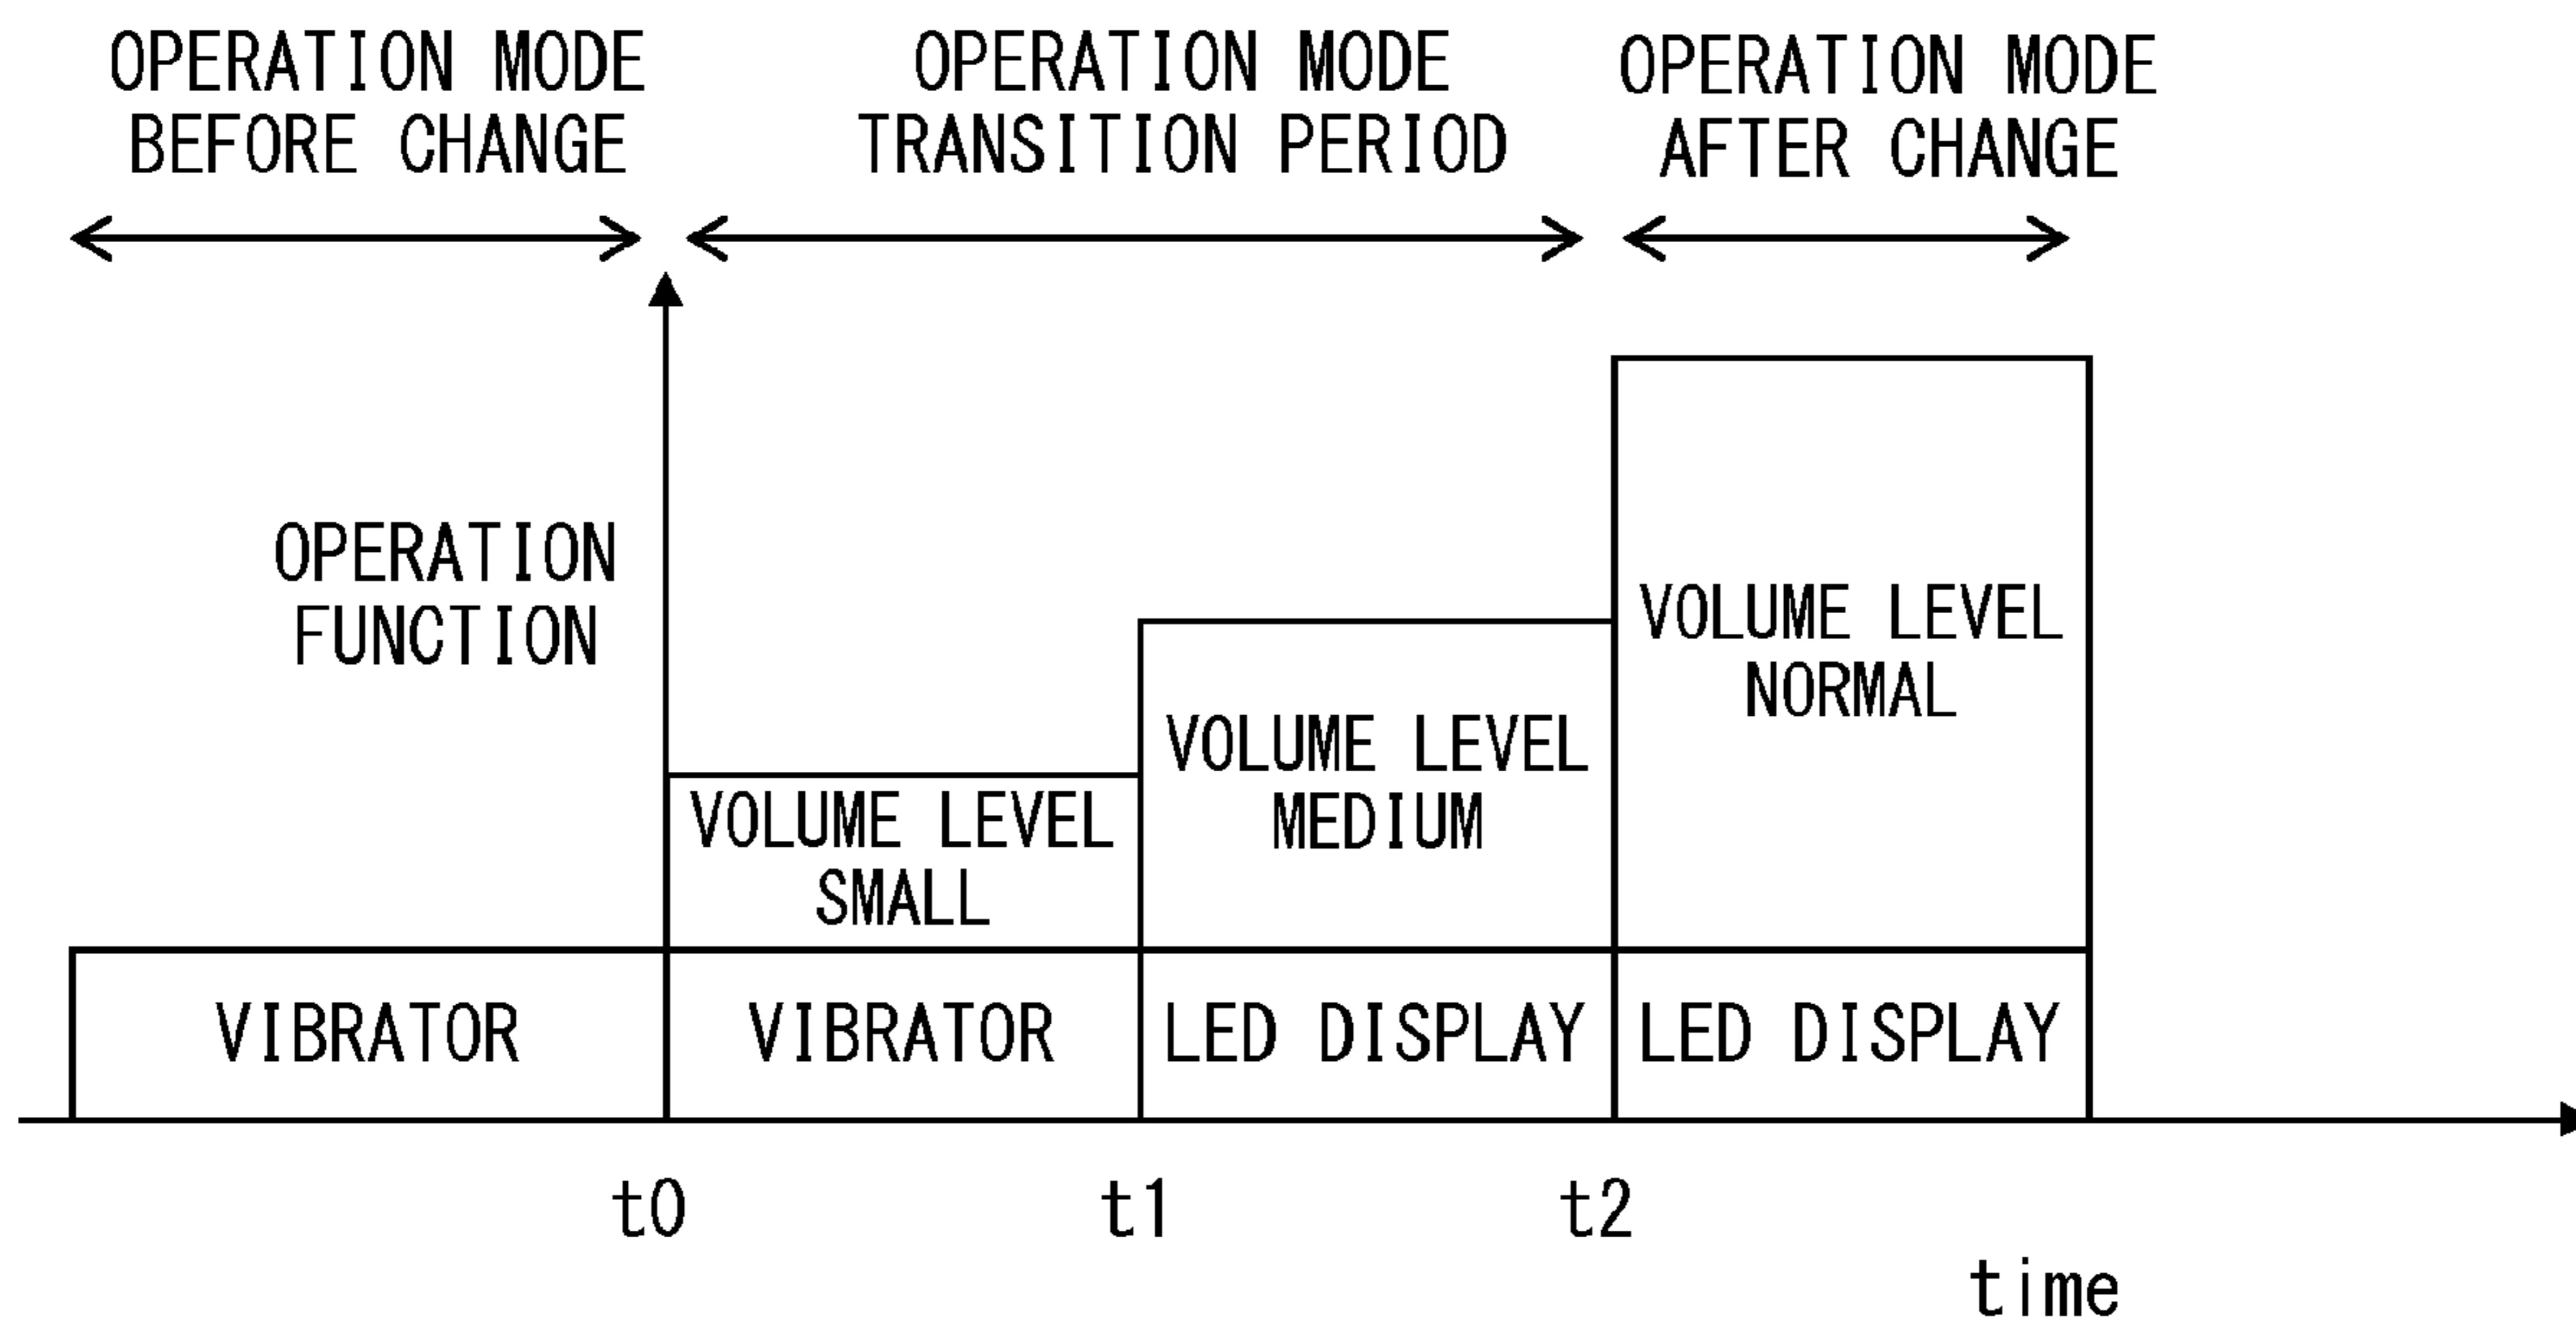 OPERATION MODE
BEFORE CHANGE
OPERATION MODE
TRANSITION PERIOD
OPERATION MODE
AFTER CHANGE
OPERATION
FUNCTION
VOLUME LEVEL
SMALL
VOLUME LEVEL
MEDIUM
VOLUME LEVEL
NORMAL
VIBRATOR
VIBRATOR
LED DISPLAY
LED DISPLAY
t0
t1
t2
time